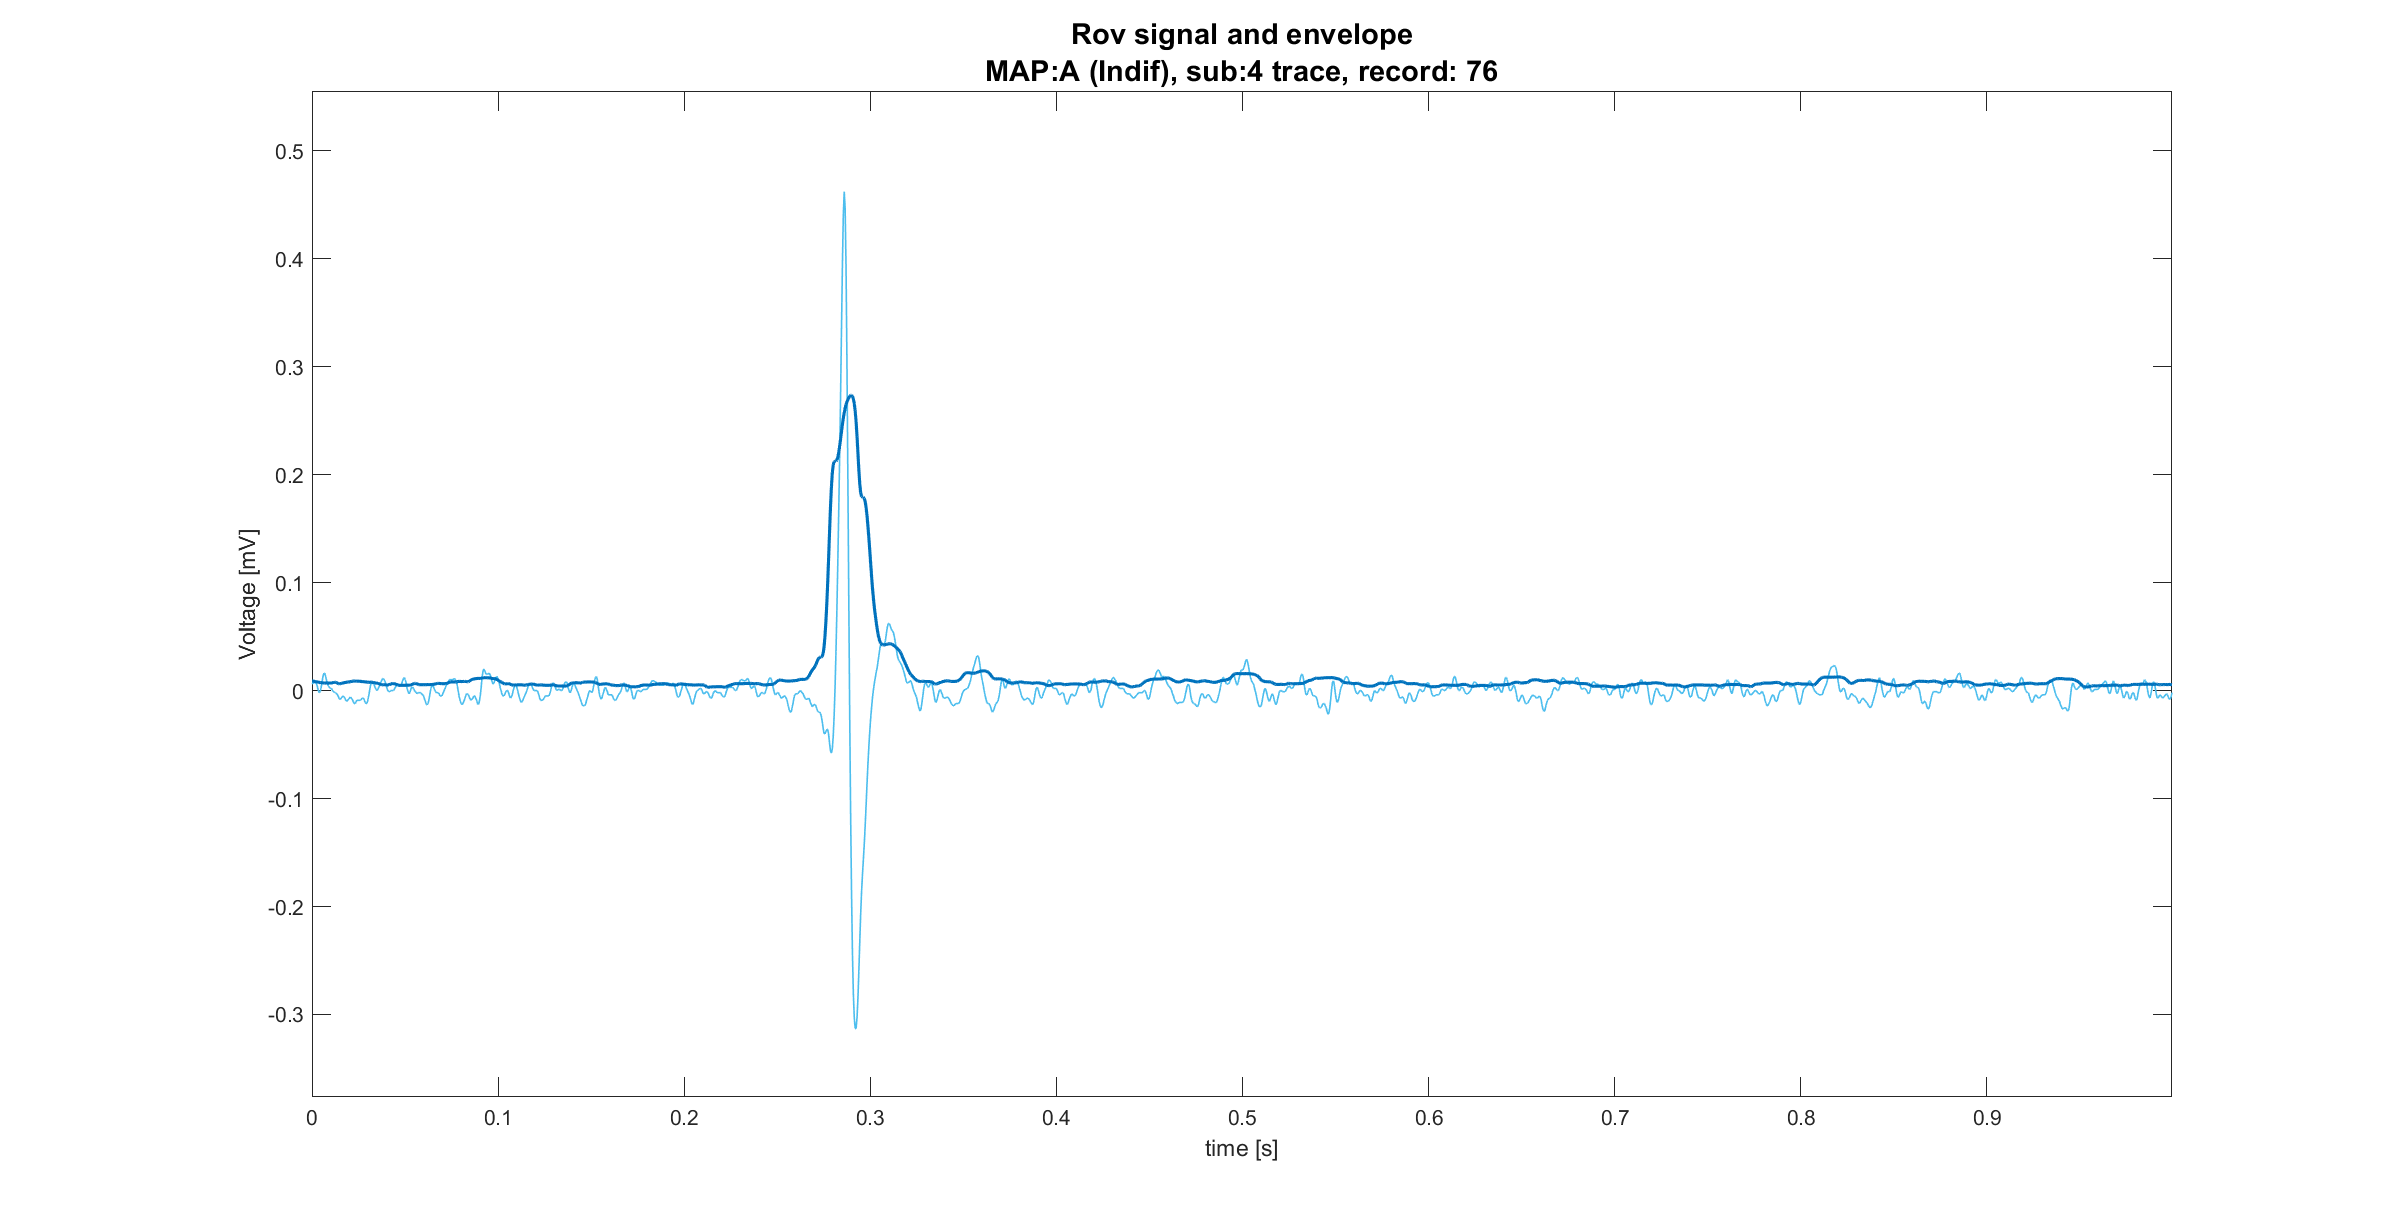 Rov signal and envelope
MAP:A (Indif), sub:4 trace, record: 76
0.5
0.4
0.3
0.2
0.1
0
-0.1
-0.2
-0.3
Voltage [mV]
0 0.1 0.2 0.3 0.4 0.5 0.6 0.7 0.8 0.9
time [s]